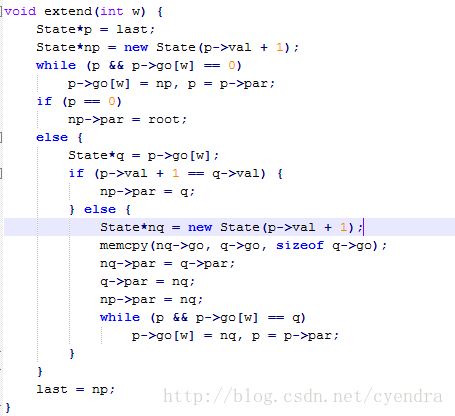 void extend(int w) {
    State*p = last;
    State*np = new State(p->val + 1);
    while (p && p->go[w] == 0)
        p->go[w] = np, p = p->par;
    if (p == 0)
        np->par = root;
    else {
        State*q = p->go[w];
        if (p->val + 1 == q->val) {
            np->par = q;
        } else {
            State*nq = new State(p->val + 1);
            memcpy(nq->go, q->go, sizeof q->go);
            nq->par = q->par;
            q->par = nq;
            np->par = nq;
            while (p && p->go[w] == q)
                p->go[w] = nq, p = p->par;
        }
    }
    last = np;
}
http://blog.csdn.net/cyendra